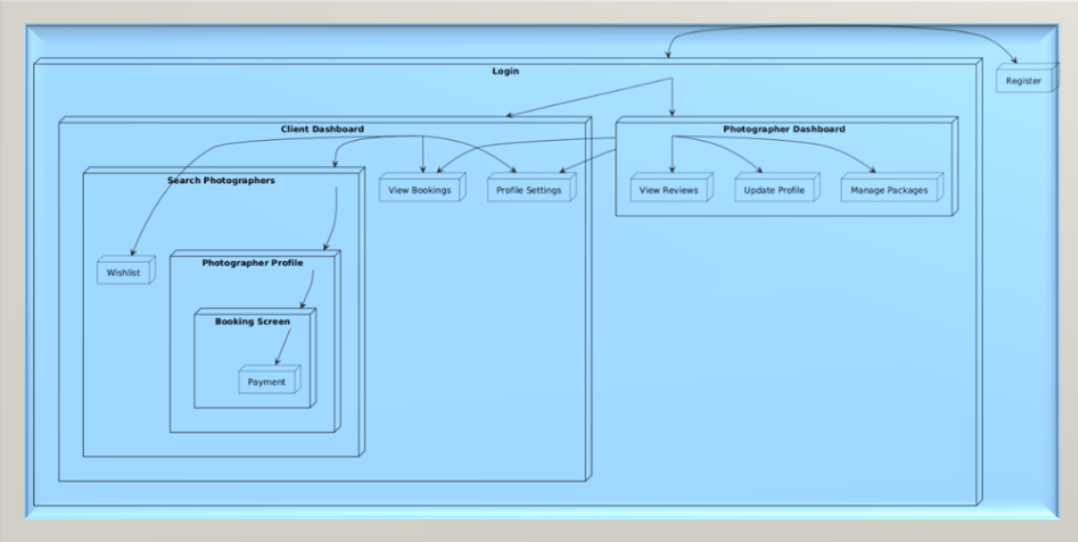 Login
Register
Client Dashboard
Photographer Dashboard
Search Photographers
View Bookings
Profile Settings
View Reviews
Update Profile
Manage Packages
Wishlist
Photographer Profile
Booking Screen
Payment